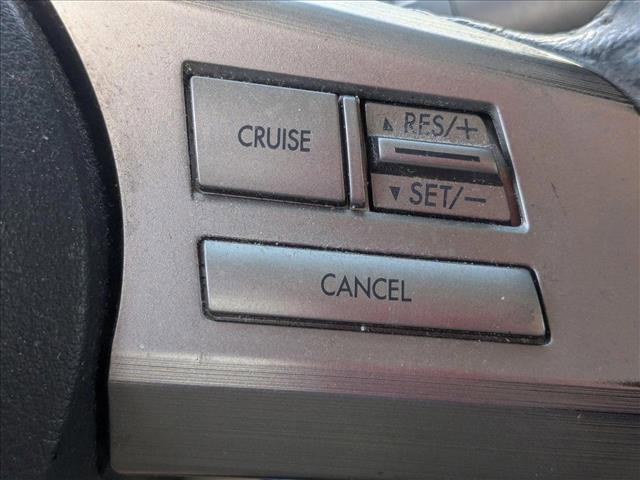 CRUISE
▲ RES/+
▼ SET/−
CANCEL